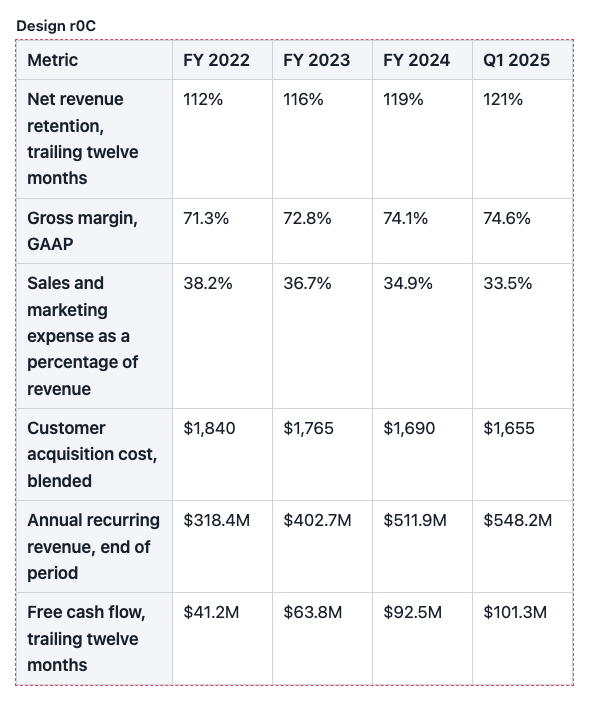 Design r0C
Metric FY 2022 FY 2023 FY 2024 Q1 2025
Net revenue 112% 116% 119% 121%
retention,
trailing twelve
months
Gross margin, 71.3% 72.8% 74.1% 74.6%
GAAP
Sales and 38.2% 36.7% 34.9% 33.5%
marketing
expense as a
percentage of
revenue
Customer $1,840 $1,765 $1,690 $1,655
acquisition cost,
blended
Annual recurring $318.4M $402.7M $511.9M $548.2M
revenue, end of
period
Free cash flow, $41.2M $63.8M $92.5M $101.3M
trailing twelve
months